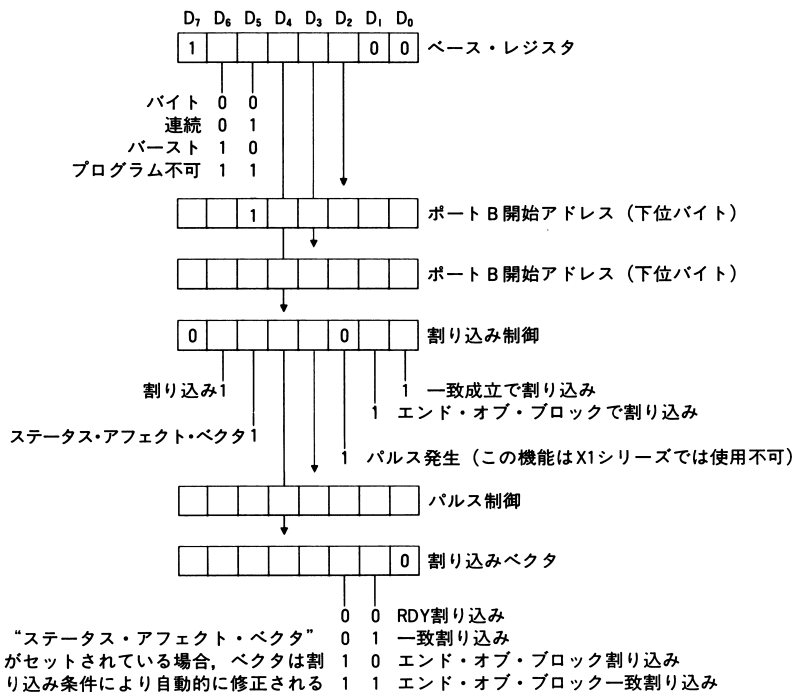 D7 D6 D5 D4 D3 D2 D1 D0
1 0 0 ベース・レジスタ
バイト 0 0
連続 0 1
バースト 1 0
プログラム不可 1 1
1 ポートB開始アドレス（下位バイト）
ポートB開始アドレス（下位バイト）
0 0 割り込み制御
割り込み1
1 一致成立で割り込み
1 エンド・オブ・ブロックで割り込み
ステータス・アフェクト・ベクタ1
1 パルス発生（この機能はX1シリーズでは使用不可）
パルス制御
0 割り込みベクタ
0 0 RDY割り込み
“ステータス・アフェクト・ベクタ” 0 1 一致割り込み
がセットされている場合，ベクタは割 1 0 エンド・オブ・ブロック割り込み
り込み条件により自動的に修正される 1 1 エンド・オブ・ブロック一致割り込み